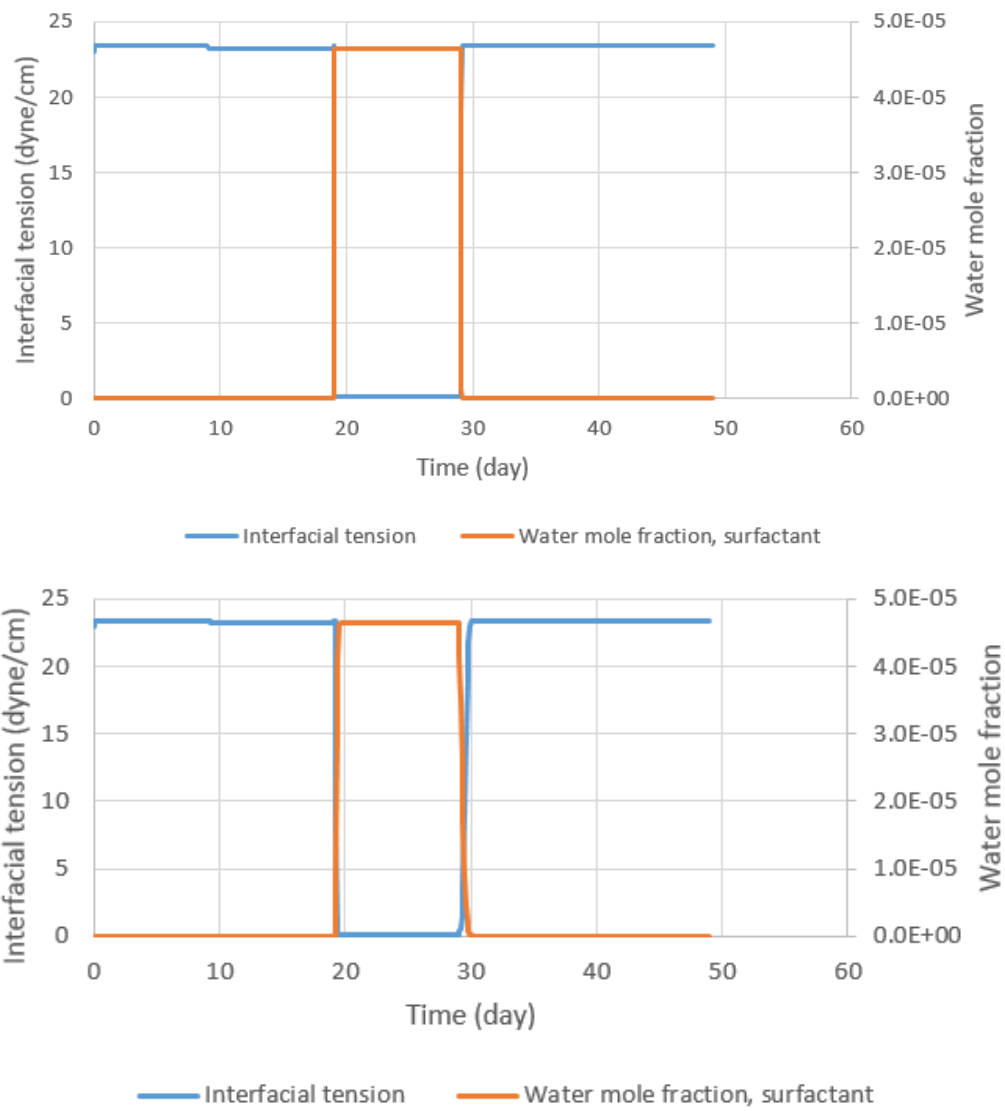 25
20
15
10
5
0
Interfacial tension (dyne/cm)
5.0E-05
4.0E-05
3.0E-05
2.0E-05
1.0E-05
0.0E+00
Water mole fraction
0 10 20 30 40 50 60
Time (day)
Interfacial tension Water mole fraction, surfactant
25
20
15
10
5
0
Interfacial tension (dyne/cm)
5.0E-05
4.0E-05
3.0E-05
2.0E-05
1.0E-05
0.0E+00
Water mole fraction
0 10 20 30 40 50 60
Time (day)
Interfacial tension Water mole fraction, surfactant